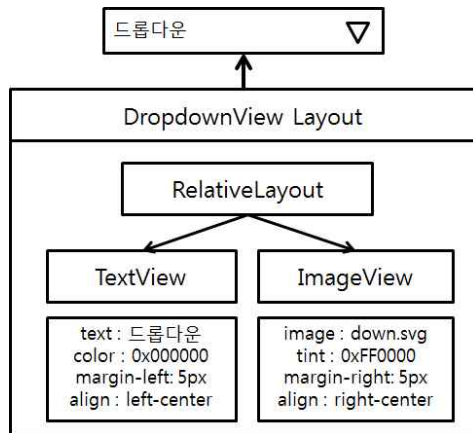 드롭다운
DropdownView Layout
RelativeLayout
TextView
ImageView
text : 드롭다운
color : 0x000000
margin-left: 5px
align : left-center
image : down.svg
tint : 0xFF0000
margin-right: 5px
align : right-center